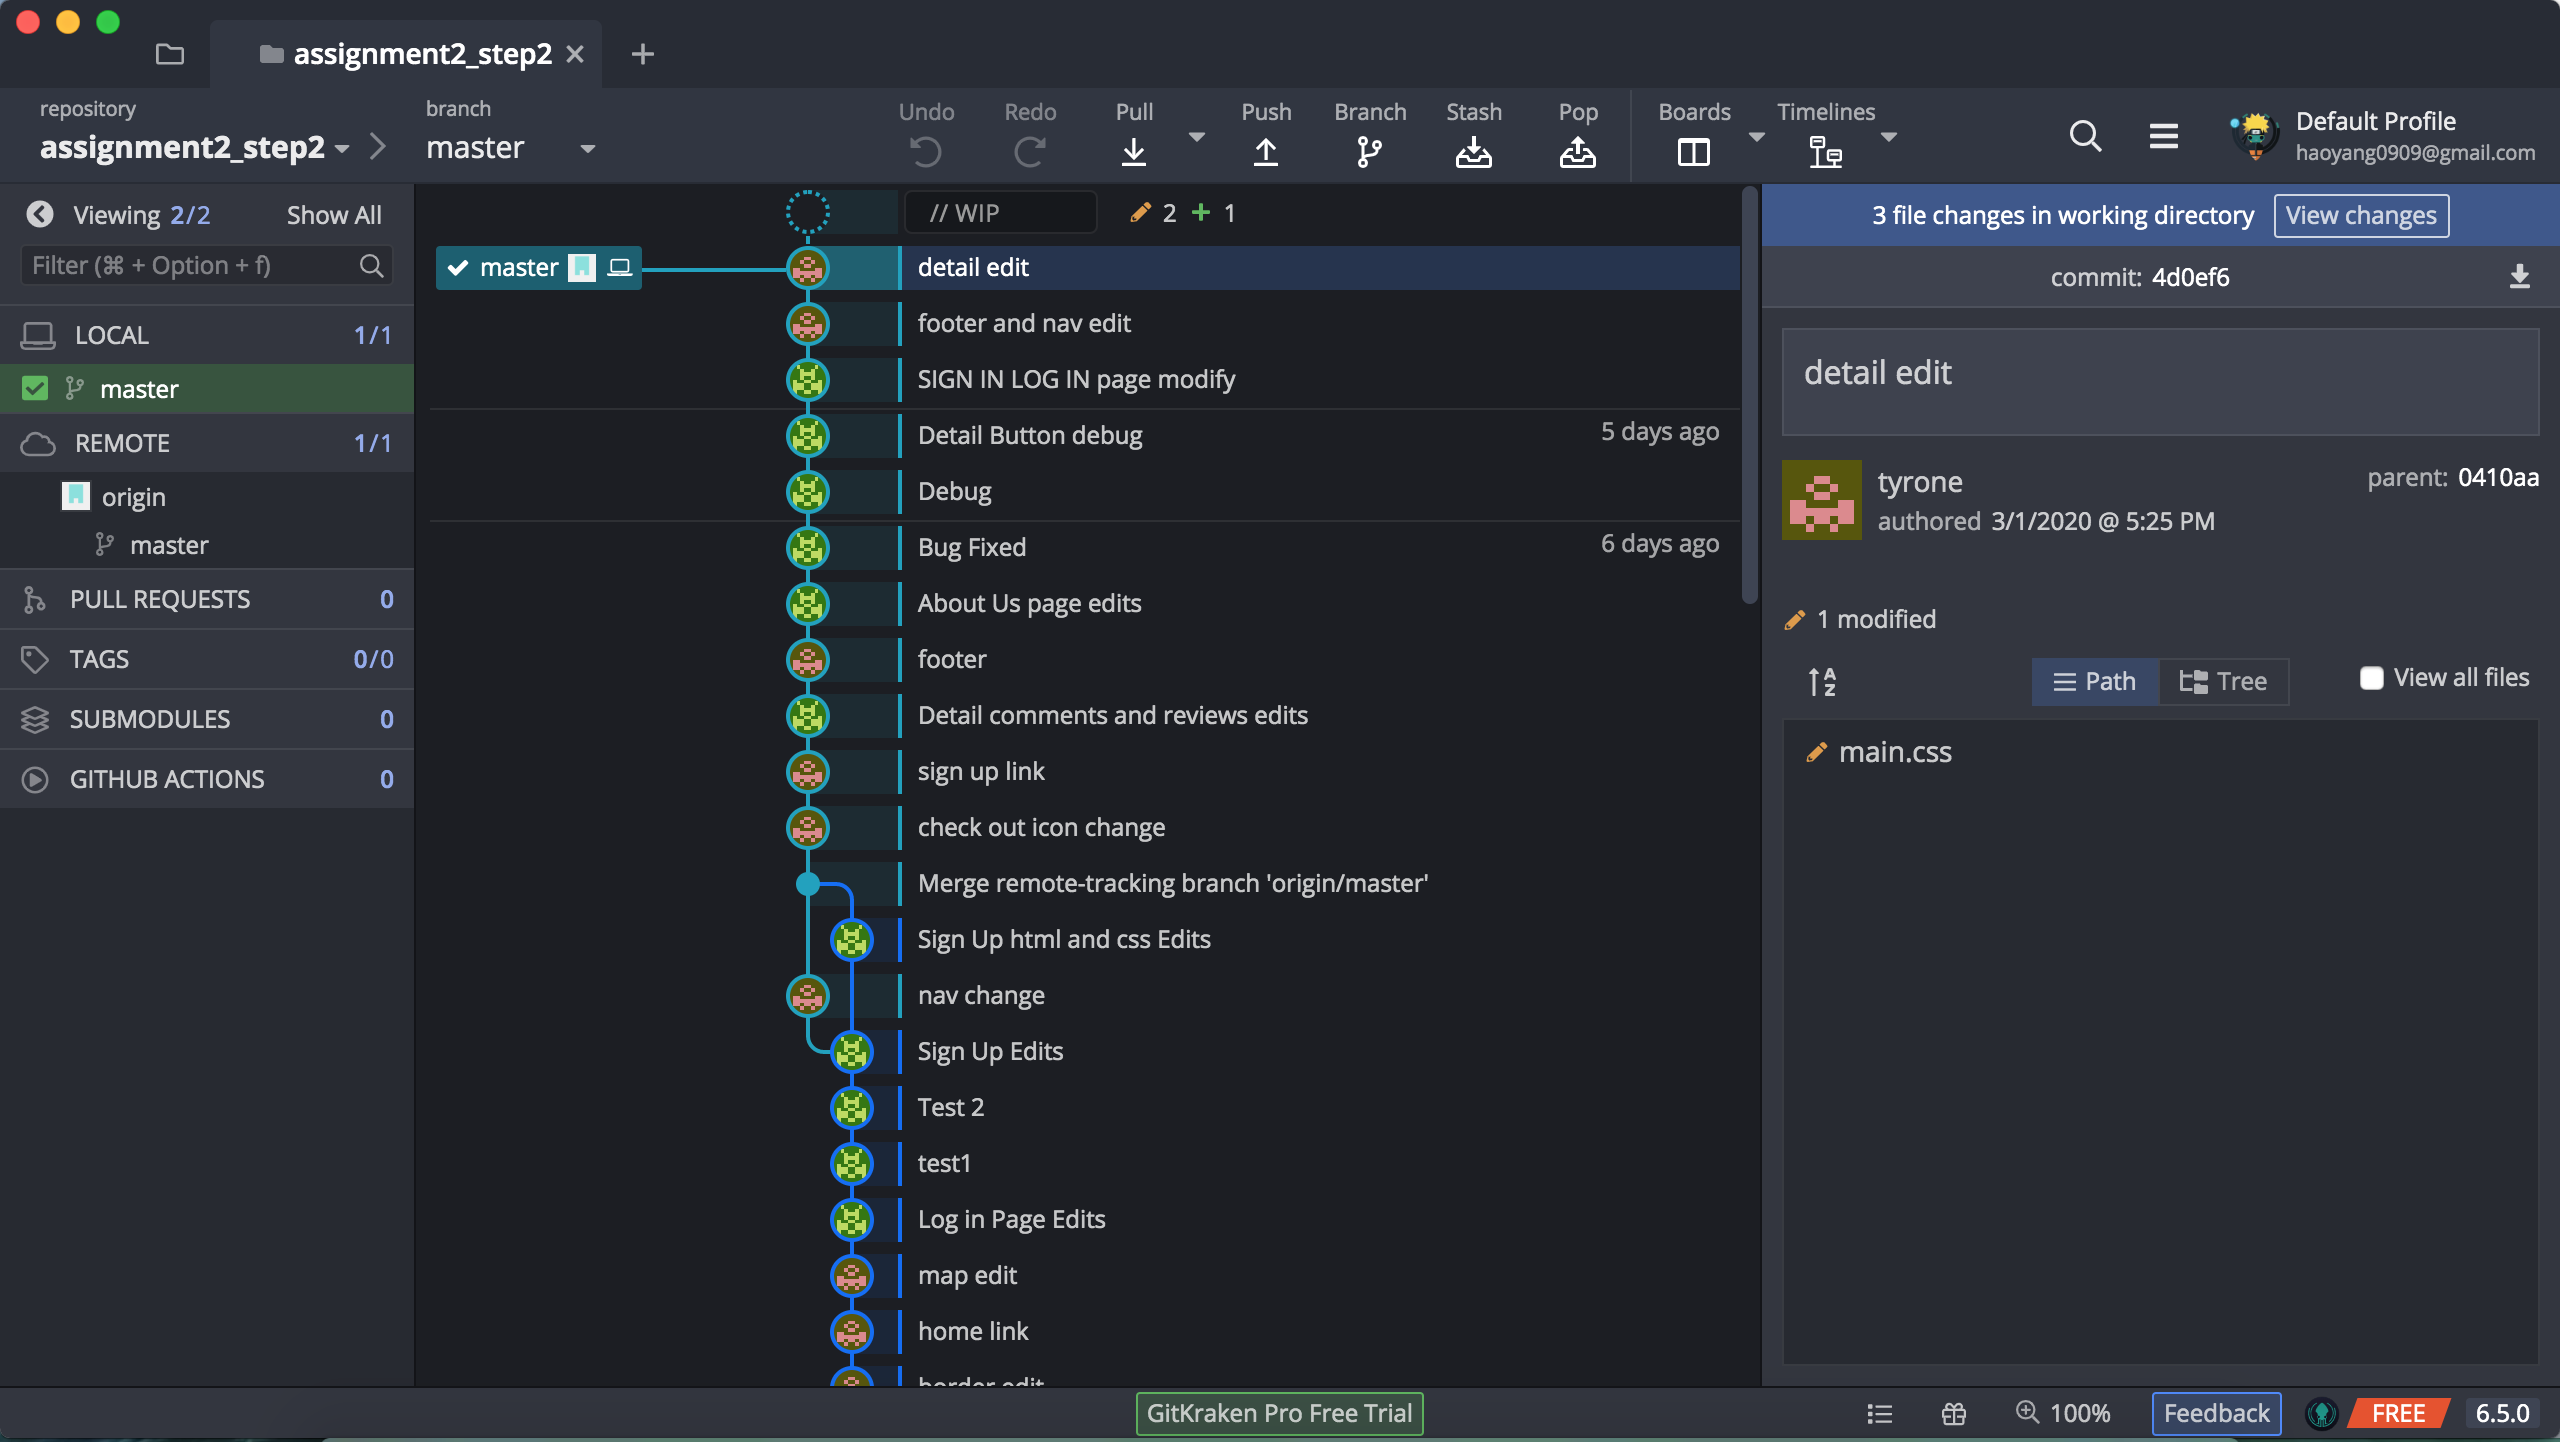 assignment2_step2
repository
assignment2_step2
branch
master
Undo
Redo
Pull
Push
Branch
Stash
Pop
Boards
Timelines
Default Profile
haoyang0909@gmail.com
Viewing 2/2
Show All
Filter (⌘ + Option + f)
LOCAL 1/1
master
REMOTE 1/1
origin
master
PULL REQUESTS 0
TAGS 0/0
SUBMODULES 0
GITHUB ACTIONS 0
// WIP 2 + 1
master
detail edit
footer and nav edit
SIGN IN LOG IN page modify
Detail Button debug 5 days ago
Debug
Bug Fixed 6 days ago
About Us page edits
footer
Detail comments and reviews edits
sign up link
check out icon change
Merge remote-tracking branch 'origin/master'
Sign Up html and css Edits
nav change
Sign Up Edits
Test 2
test1
Log in Page Edits
map edit
home link
border edit
3 file changes in working directory View changes
commit: 4d0ef6
detail edit
tyrone
parent: 0410aa
authored 3/1/2020 @ 5:25 PM
1 modified
A
Z
Path
Tree
View all files
main.css
GitKraken Pro Free Trial
100%
Feedback
FREE
6.5.0